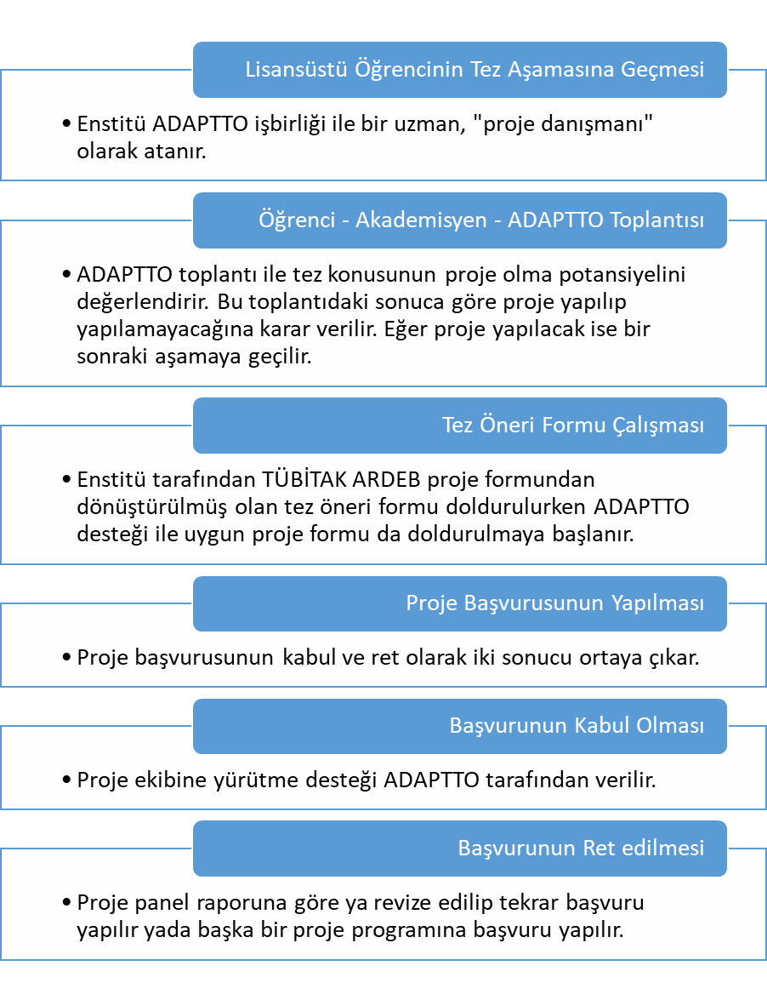 Lisansüstü Öğrencinin Tez Aşamasına Geçmesi
• Enstitü ADAPTTO işbirliği ile bir uzman, "proje danışmanı"
olarak atanır.
Öğrenci - Akademisyen - ADAPTTO Toplantısı
• ADAPTTO toplantı ile tez konusunun proje olma potansiyelini
değerlendirir. Bu toplantıdaki sonuca göre proje yapılıp
yapılamayacağına karar verilir. Eğer proje yapılacak ise bir
sonraki aşamaya geçilir.
Tez Öneri Formu Çalışması
• Enstitü tarafından TÜBİTAK ARDEB proje formundan
dönüştürülmüş olan tez öneri formu doldurulurken ADAPTTO
desteği ile uygun proje formu da doldurulmaya başlanır.
Proje Başvurusunun Yapılması
• Proje başvurusunun kabul ve ret olarak iki sonucu ortaya çıkar.
Başvurunun Kabul Olması
• Proje ekibine yürütme desteği ADAPTTO tarafından verilir.
Başvurunun Ret edilmesi
• Proje panel raporuna göre ya revize edilip tekrar başvuru
yapılır yada başka bir proje programına başvuru yapılır.